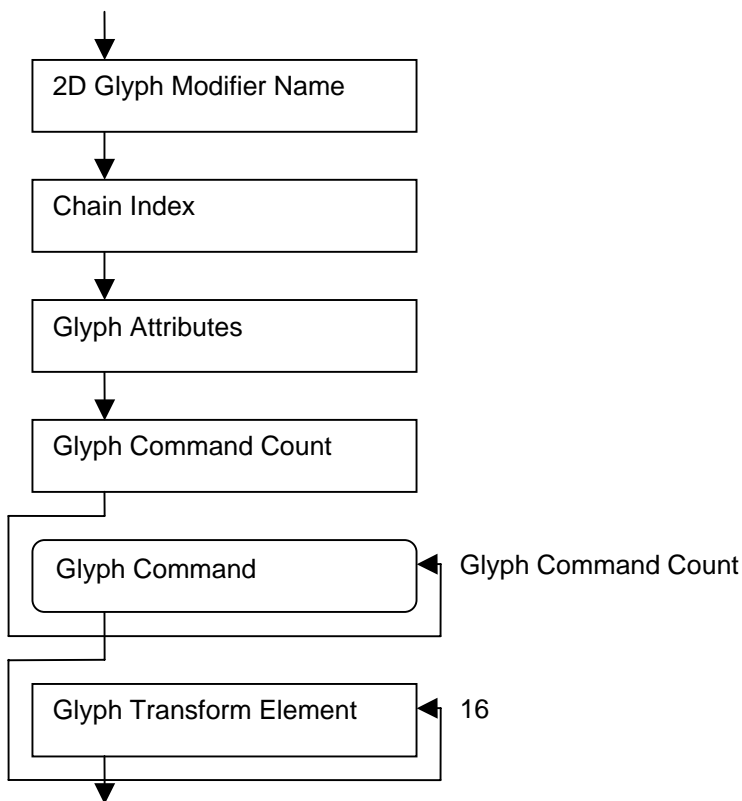 2D Glyph Modifier Name
Chain Index
Glyph Attributes
Glyph Command Count
Glyph Command
Glyph Command Count
Glyph Transform Element
16